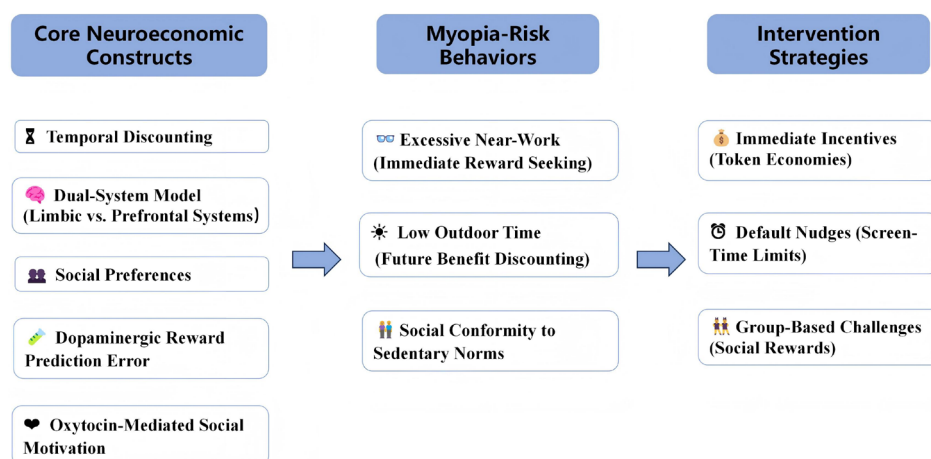 Core Neuroeconomic
Constructs
Temporal Discounting
Dual-System Model
(Limbic vs. Prefrontal Systems)
Social Preferences
Dopaminergic Reward
Prediction Error
Oxytocin-Mediated Social
Motivation
Myopia-Risk
Behaviors
Excessive Near-Work
(Immediate Reward Seeking)
Low Outdoor Time
(Future Benefit Discounting)
Social Conformity to
Sedentary Norms
Intervention
Strategies
Immediate Incentives
(Token Economies)
Default Nudges (Screen-
Time Limits)
Group-Based Challenges
(Social Rewards)